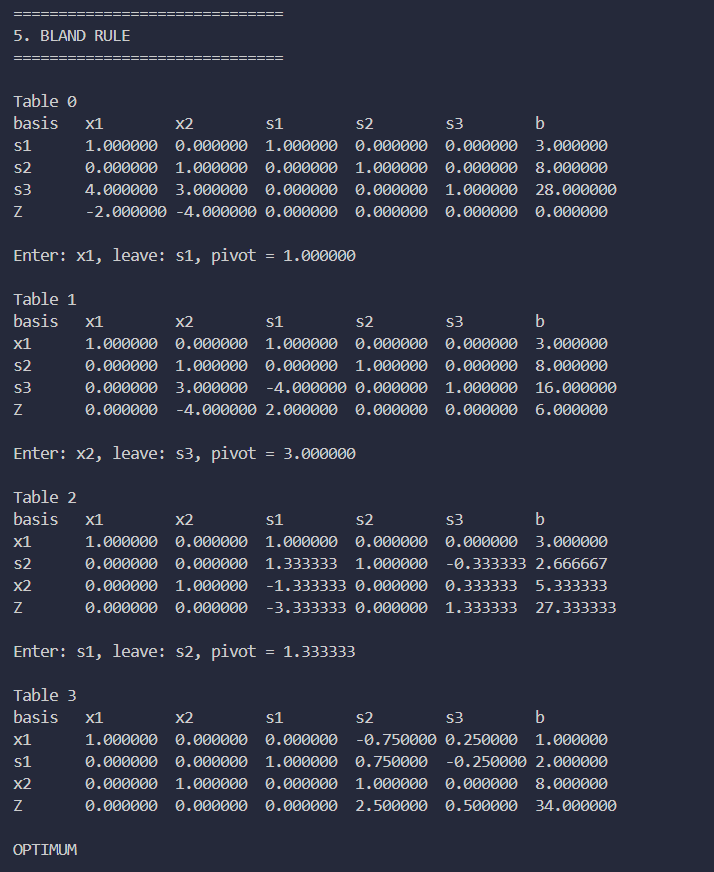 ==============================
5. BLAND RULE
==============================
Table 0
basis x1 x2 s1 s2 s3 b
s1 1.000000 0.000000 1.000000 0.000000 0.000000 3.000000
s2 0.000000 1.000000 0.000000 1.000000 0.000000 8.000000
s3 4.000000 3.000000 0.000000 0.000000 1.000000 28.000000
Z -2.000000 -4.000000 0.000000 0.000000 0.000000 0.000000
Enter: x1, leave: s1, pivot = 1.000000
Table 1
basis x1 x2 s1 s2 s3 b
x1 1.000000 0.000000 1.000000 0.000000 0.000000 3.000000
s2 0.000000 1.000000 0.000000 1.000000 0.000000 8.000000
s3 0.000000 3.000000 -4.000000 0.000000 1.000000 16.000000
Z 0.000000 -4.000000 2.000000 0.000000 0.000000 6.000000
Enter: x2, leave: s3, pivot = 3.000000
Table 2
basis x1 x2 s1 s2 s3 b
x1 1.000000 0.000000 1.000000 0.000000 0.000000 3.000000
s2 0.000000 0.000000 1.333333 1.000000 -0.333333 2.666667
x2 0.000000 1.000000 -1.333333 0.000000 0.333333 5.333333
Z 0.000000 0.000000 -3.333333 0.000000 1.333333 27.333333
Enter: s1, leave: s2, pivot = 1.333333
Table 3
basis x1 x2 s1 s2 s3 b
x1 1.000000 0.000000 0.000000 -0.750000 0.250000 1.000000
s1 0.000000 0.000000 1.000000 0.750000 -0.250000 2.000000
x2 0.000000 1.000000 0.000000 1.000000 0.000000 8.000000
Z 0.000000 0.000000 0.000000 2.500000 0.500000 34.000000
OPTIMUM